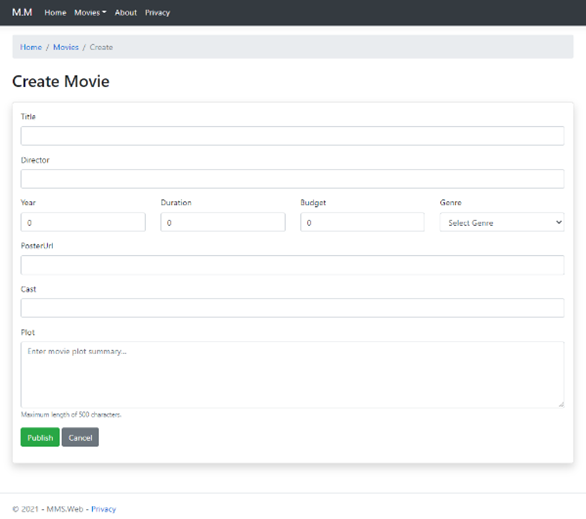 M.M Home Movies About Privacy
Home / Movies / Create
Create Movie
Title
Director
Year Duration Budget Genre
0 0 0 Select Genre
PosterUrl
Cast
Plot
Enter movie plot summary...
Maximum length of 500 characters.
Publish Cancel
© 2021 - MMS.Web - Privacy